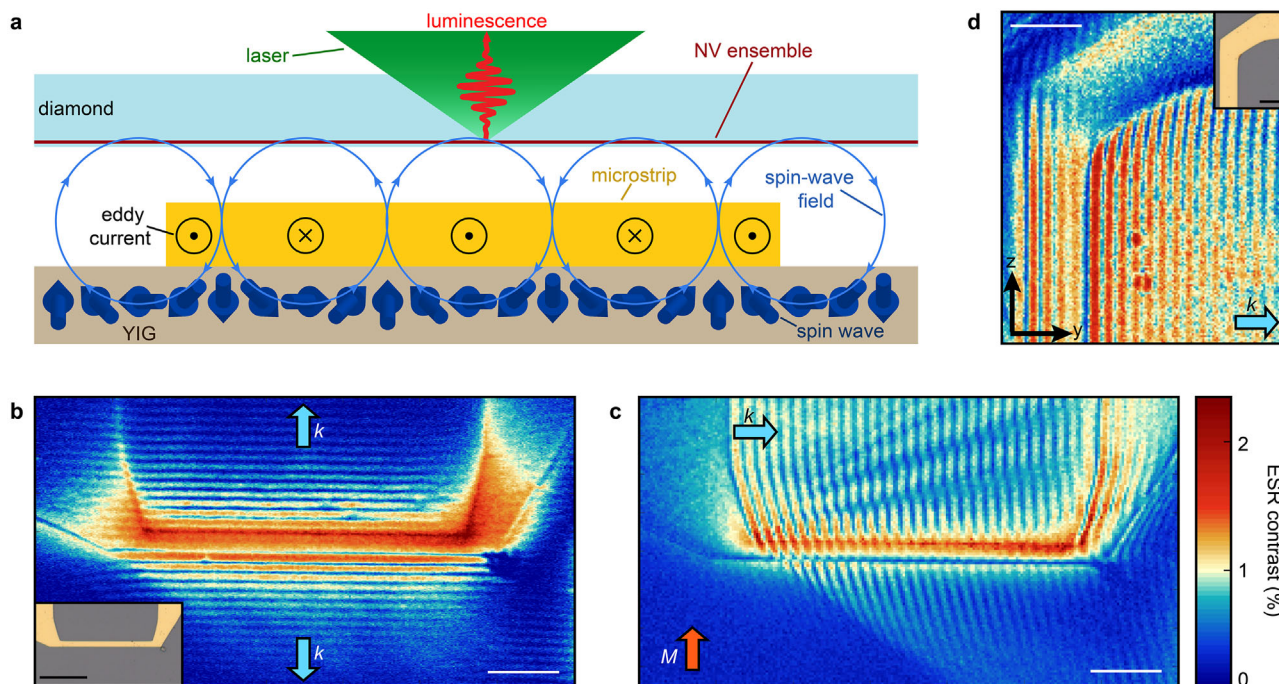 a
luminescence
laser
NV ensemble
diamond
microstrip
spin-wave
field
eddy
current
YIG
spin wave
d
z
y
k
b
k
k
c
k
M
2
1
0
ESR contrast (%)